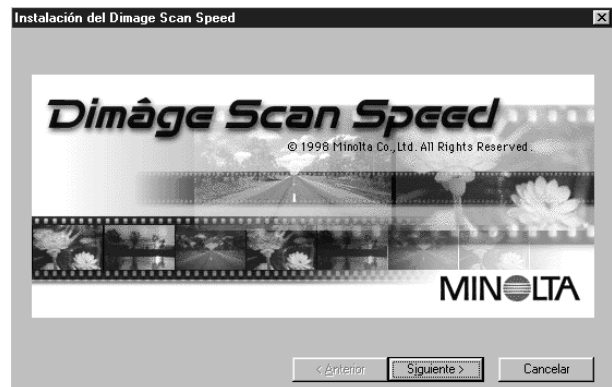 Instalación del Dimage Scan Speed
Dimâge Scan Speed
© 1998 Minolta Co.,Ltd. All Rights Reserved.
MINOLTA
< Anterior
Siguiente >
Cancelar